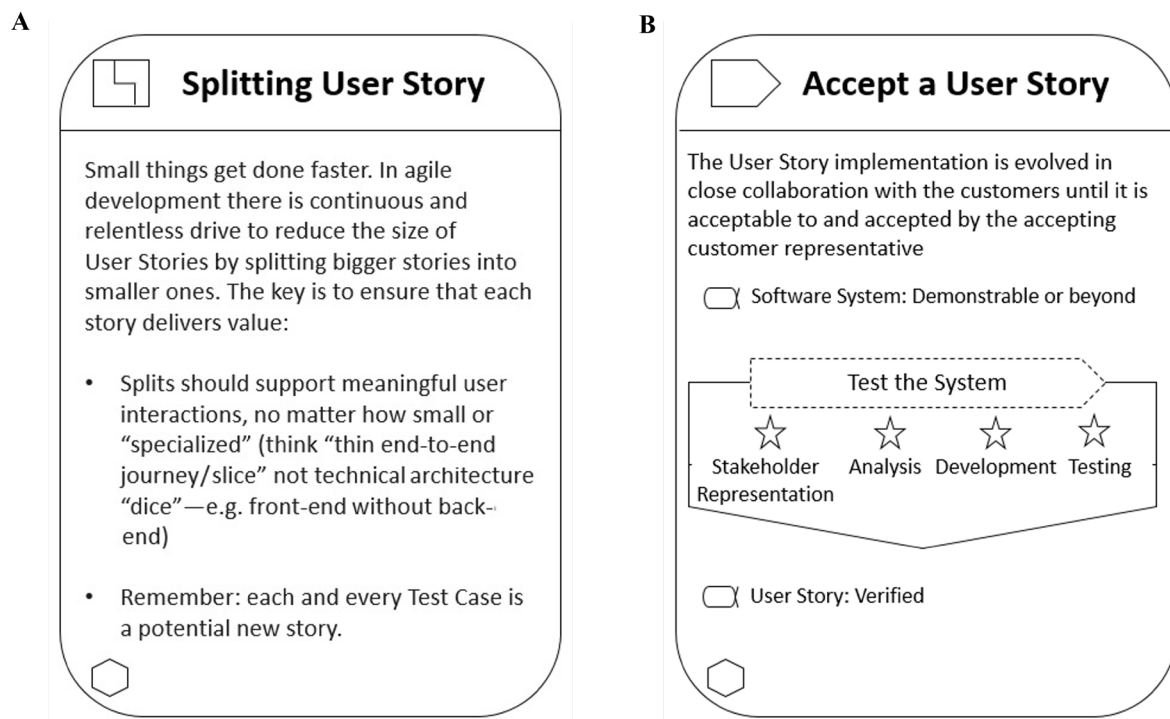 A
Splitting User Story
Small things get done faster. In agile
development there is continuous and
relentless drive to reduce the size of
User Stories by splitting bigger stories into
smaller ones. The key is to ensure that each
story delivers value:
• Splits should support meaningful user
interactions, no matter how small or
“specialized” (think “thin end-to-end
journey/slice” not technical architecture
“dice”—e.g. front-end without back-
end)
• Remember: each and every Test Case is
a potential new story.
B
Accept a User Story
The User Story implementation is evolved in
close collaboration with the customers until it is
acceptable to and accepted by the accepting
customer representative
Software System: Demonstrable or beyond
Test the System
Stakeholder Analysis Development Testing
Representation
User Story: Verified